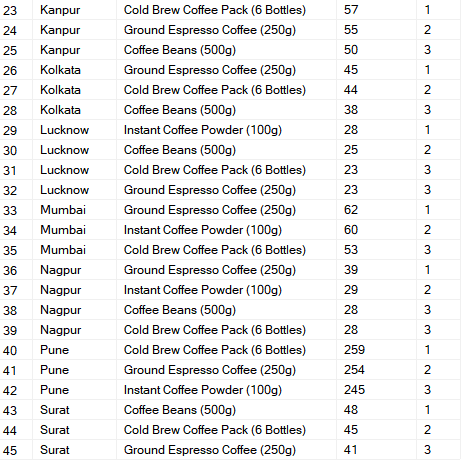 23 Kanpur Cold Brew Coffee Pack (6 Bottles) 57 1
24 Kanpur Ground Espresso Coffee (250g) 55 2
25 Kanpur Coffee Beans (500g) 50 3
26 Kolkata Ground Espresso Coffee (250g) 45 1
27 Kolkata Cold Brew Coffee Pack (6 Bottles) 44 2
28 Kolkata Coffee Beans (500g) 38 3
29 Lucknow Instant Coffee Powder (100g) 28 1
30 Lucknow Coffee Beans (500g) 25 2
31 Lucknow Cold Brew Coffee Pack (6 Bottles) 23 3
32 Lucknow Ground Espresso Coffee (250g) 23 3
33 Mumbai Ground Espresso Coffee (250g) 62 1
34 Mumbai Instant Coffee Powder (100g) 60 2
35 Mumbai Cold Brew Coffee Pack (6 Bottles) 53 3
36 Nagpur Ground Espresso Coffee (250g) 39 1
37 Nagpur Instant Coffee Powder (100g) 29 2
38 Nagpur Coffee Beans (500g) 28 3
39 Nagpur Cold Brew Coffee Pack (6 Bottles) 28 3
40 Pune Cold Brew Coffee Pack (6 Bottles) 259 1
41 Pune Ground Espresso Coffee (250g) 254 2
42 Pune Instant Coffee Powder (100g) 245 3
43 Surat Coffee Beans (500g) 48 1
44 Surat Cold Brew Coffee Pack (6 Bottles) 45 2
45 Surat Ground Espresso Coffee (250g) 41 3